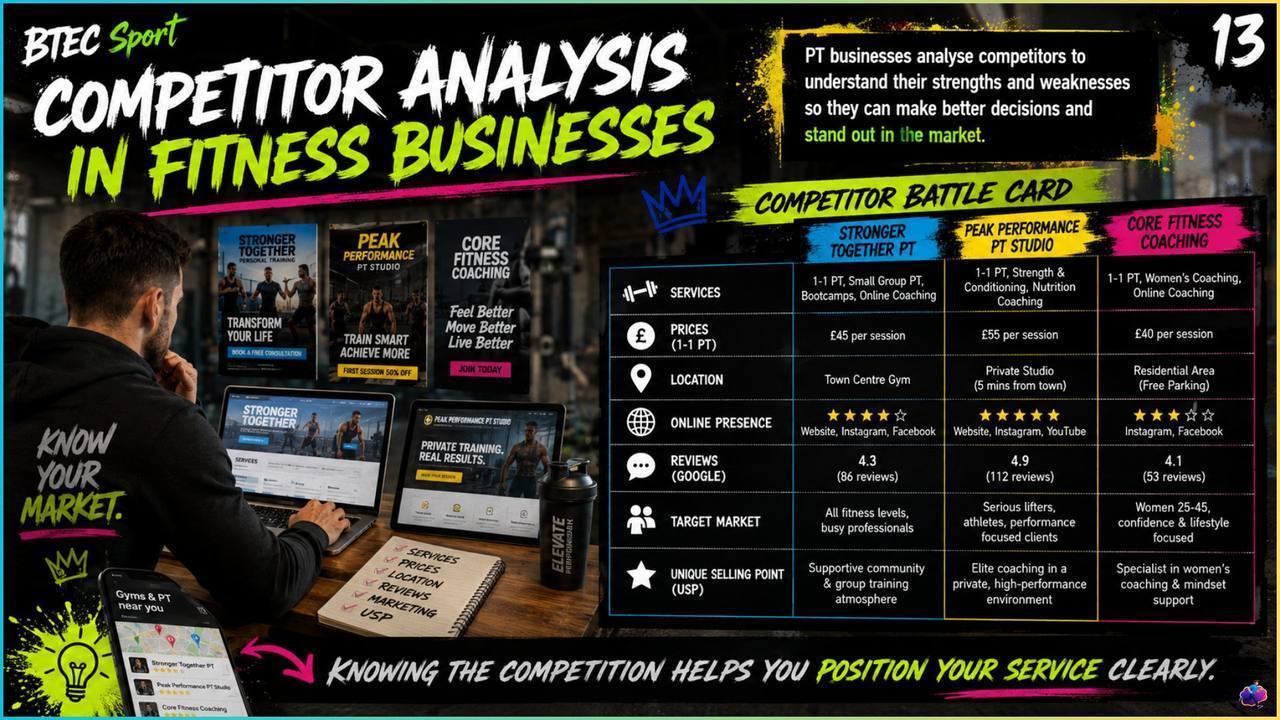 BTEC Sport
COMPETITOR ANALYSIS
IN FITNESS BUSINESSES
13
PT businesses analyse competitors to
understand their strengths and weaknesses
so they can make better decisions and
stand out in the market.
STRONGER
TOGETHER
PERSONAL TRAINING
TRANSFORM
YOUR LIFE
BOOK A FREE CONSULTATION
PEAK
PERFORMANCE
PT STUDIO
TRAIN SMART
ACHIEVE MORE
FIRST SESSION 50% OFF
CORE
FITNESS
COACHING
Feel Better
Move Better
Live Better
JOIN TODAY
STRONGER
TOGETHER
SERVICES
PEAK PERFORMANCE PT STUDIO
PRIVATE TRAINING,
REAL RESULTS.
ELEVATE
KNOW
YOUR
MARKET.
SERVICES
PRICES
LOCATION
REVIEWS
MARKETING
USP
Gyms & PT
near you
Stronger Together PT
Peak Performance PT Studio
Core Fitness Coaching
COMPETITOR BATTLE CARD
STRONGER
TOGETHER PT
PEAK PERFORMANCE
PT STUDIO
CORE FITNESS
COACHING
SERVICES
1-1 PT, Small Group PT,
Bootcamps, Online Coaching
1-1 PT, Strength &
Conditioning, Nutrition
Coaching
1-1 PT, Women's Coaching,
Online Coaching
£
PRICES
(1-1 PT)
£45 per session
£55 per session
£40 per session
LOCATION
Town Centre Gym
Private Studio
(5 mins from town)
Residential Area
(Free Parking)
ONLINE PRESENCE
Website, Instagram, Facebook
Website, Instagram, YouTube
Instagram, Facebook
REVIEWS
(GOOGLE)
4.3
(86 reviews)
4.9
(112 reviews)
4.1
(53 reviews)
TARGET MARKET
All fitness levels,
busy professionals
Serious lifters,
athletes, performance
focused clients
Women 25-45,
confidence & lifestyle
focused
UNIQUE SELLING POINT
(USP)
Supportive community
& group training
atmosphere
Elite coaching in a
private, high-performance
environment
Specialist in women's
coaching & mindset
support
KNOWING THE COMPETITION HELPS YOU POSITION YOUR SERVICE CLEARLY.